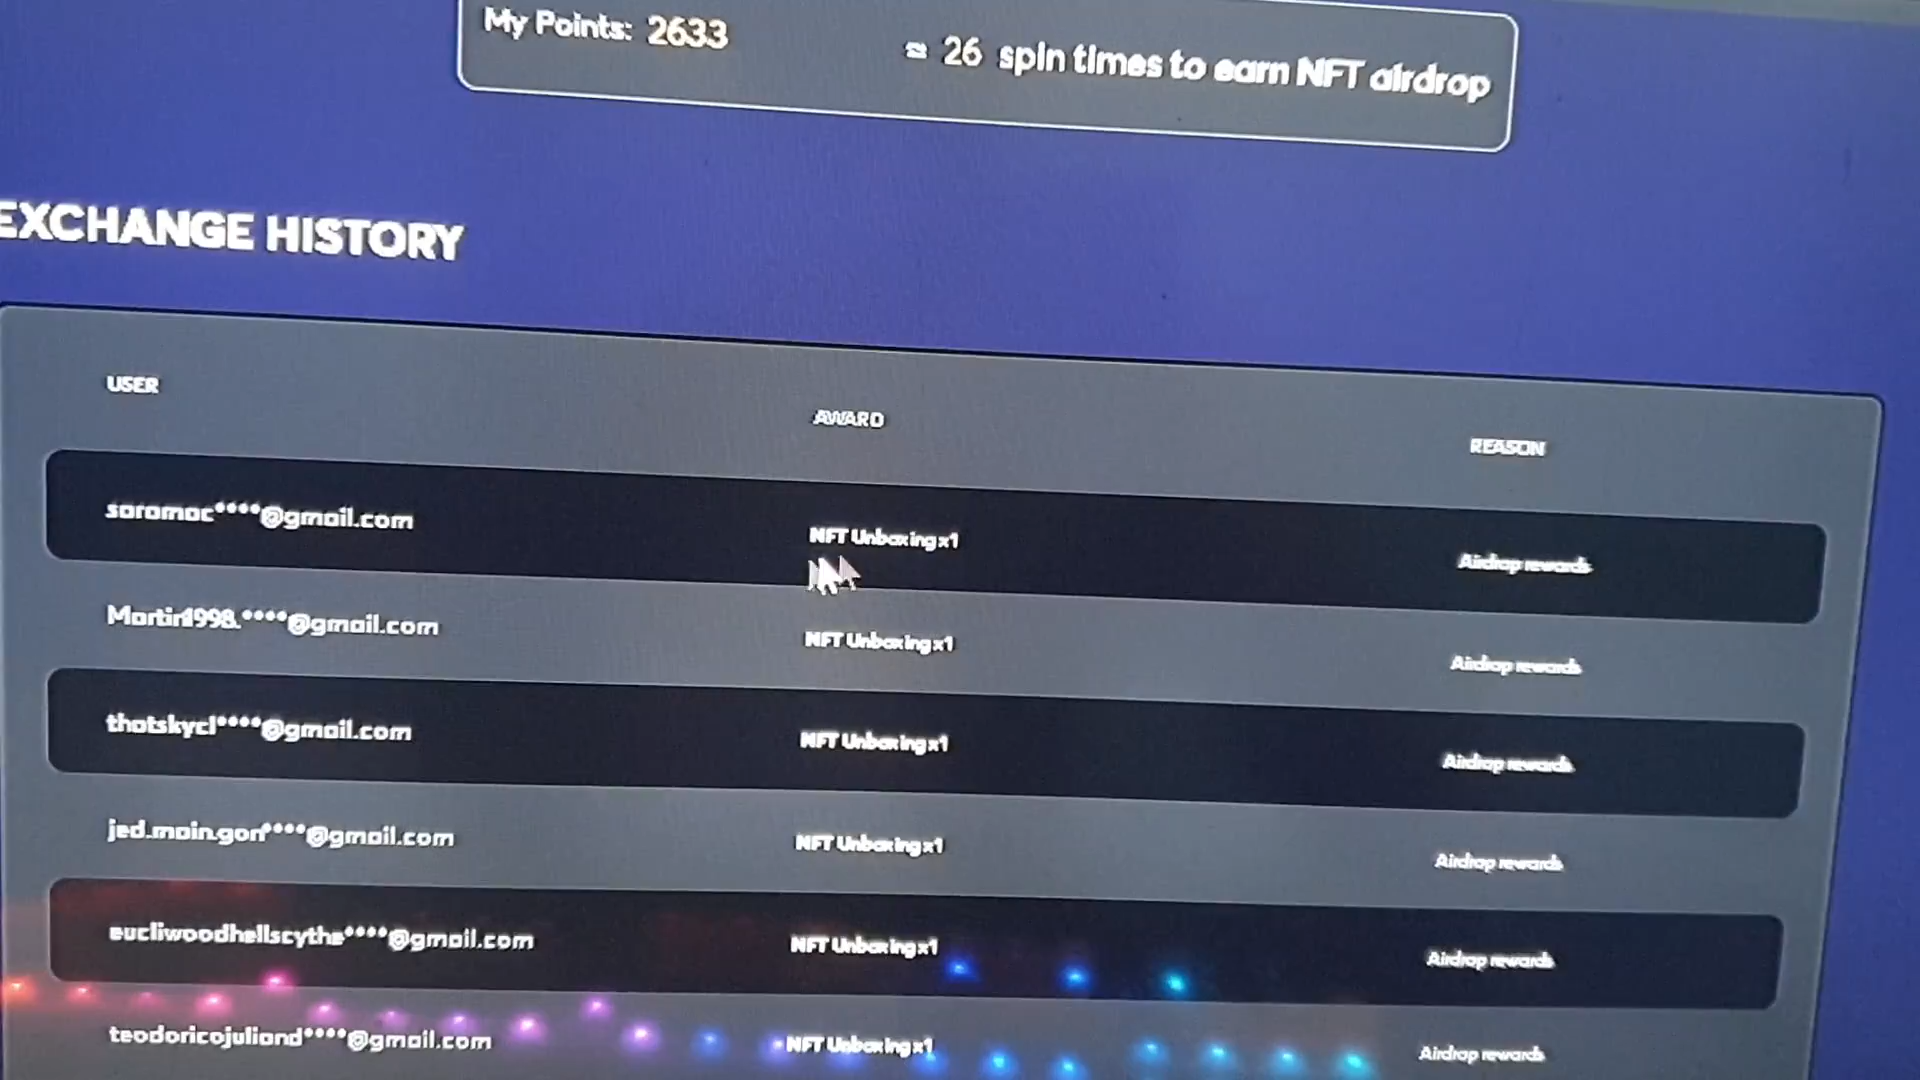 My Points: 2633
≈ 26 spin times to earn NFT airdrop
EXCHANGE HISTORY
USER AWARD REASON
saramac****@gmail.com NFT Unboxing x1 Airdrop rewards
Martin1998.****@gmail.com NFT Unboxing x1 Airdrop rewards
thatskycl****@gmail.com NFT Unboxing x1 Airdrop rewards
jed.main.gonf****@gmail.com NFT Unboxing x1 Airdrop rewards
eucliwoodhellscythe****@gmail.com NFT Unboxing x1 Airdrop rewards
teodoricojuliand****@gmail.com NFT Unboxing x1 Airdrop rewards